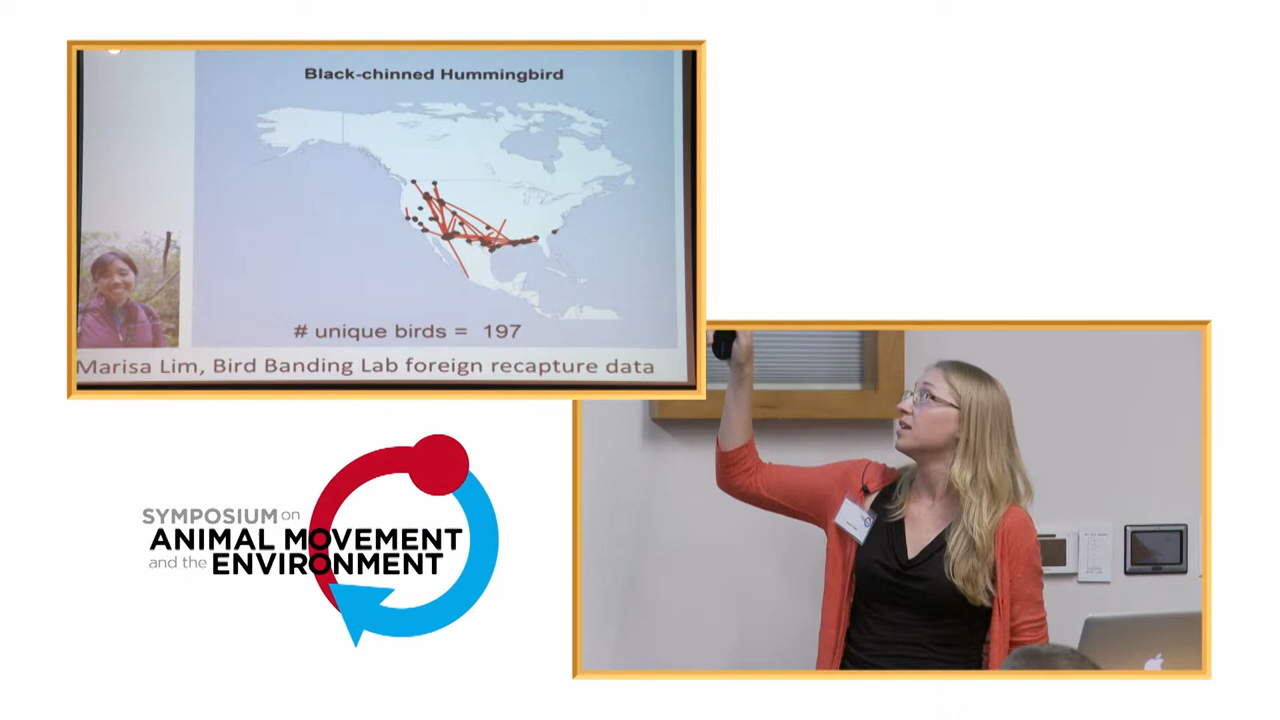 Black-chinned Hummingbird
# unique birds = 197
Marisa Lim, Bird Banding Lab foreign recapture data
SYMPOSIUM on
ANIMAL MOVEMENT
and the ENVIRONMENT